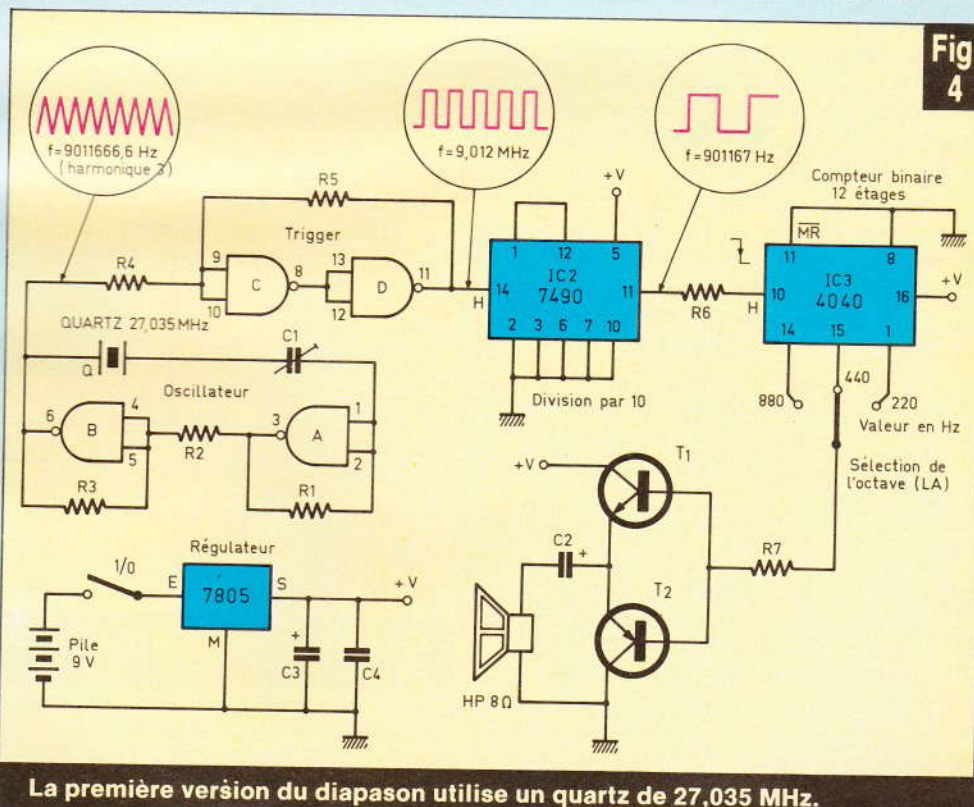 Fig
4
f=9011666,6 Hz
(harmonique 3)
f=9,012 MHz
f=901167 Hz
R5
Trigger
R4
9
10
C
8
13
12
D
11
H
+V
1
12
5
14
IC2
7490
11
2
3
6
7
10
Division par 10
R6
H
Compteur binaire
12 étages
MR
11
8
10
IC3
4040
16
+V
14
15
1
880
440
220
Valeur en Hz
Sélection de
l'octave (LA)
QUARTZ 27,035 MHz
Q
C1
Oscillateur
6
B
4
5
R2
3
A
1
2
R3
R1
Régulateur
1/0
E
7805
S
+V
M
Pile
9 V
C3
+
C4
+V
T1
C2
+
T2
R7
HP 8Ω
La première version du diapason utilise un quartz de 27,035 MHz.